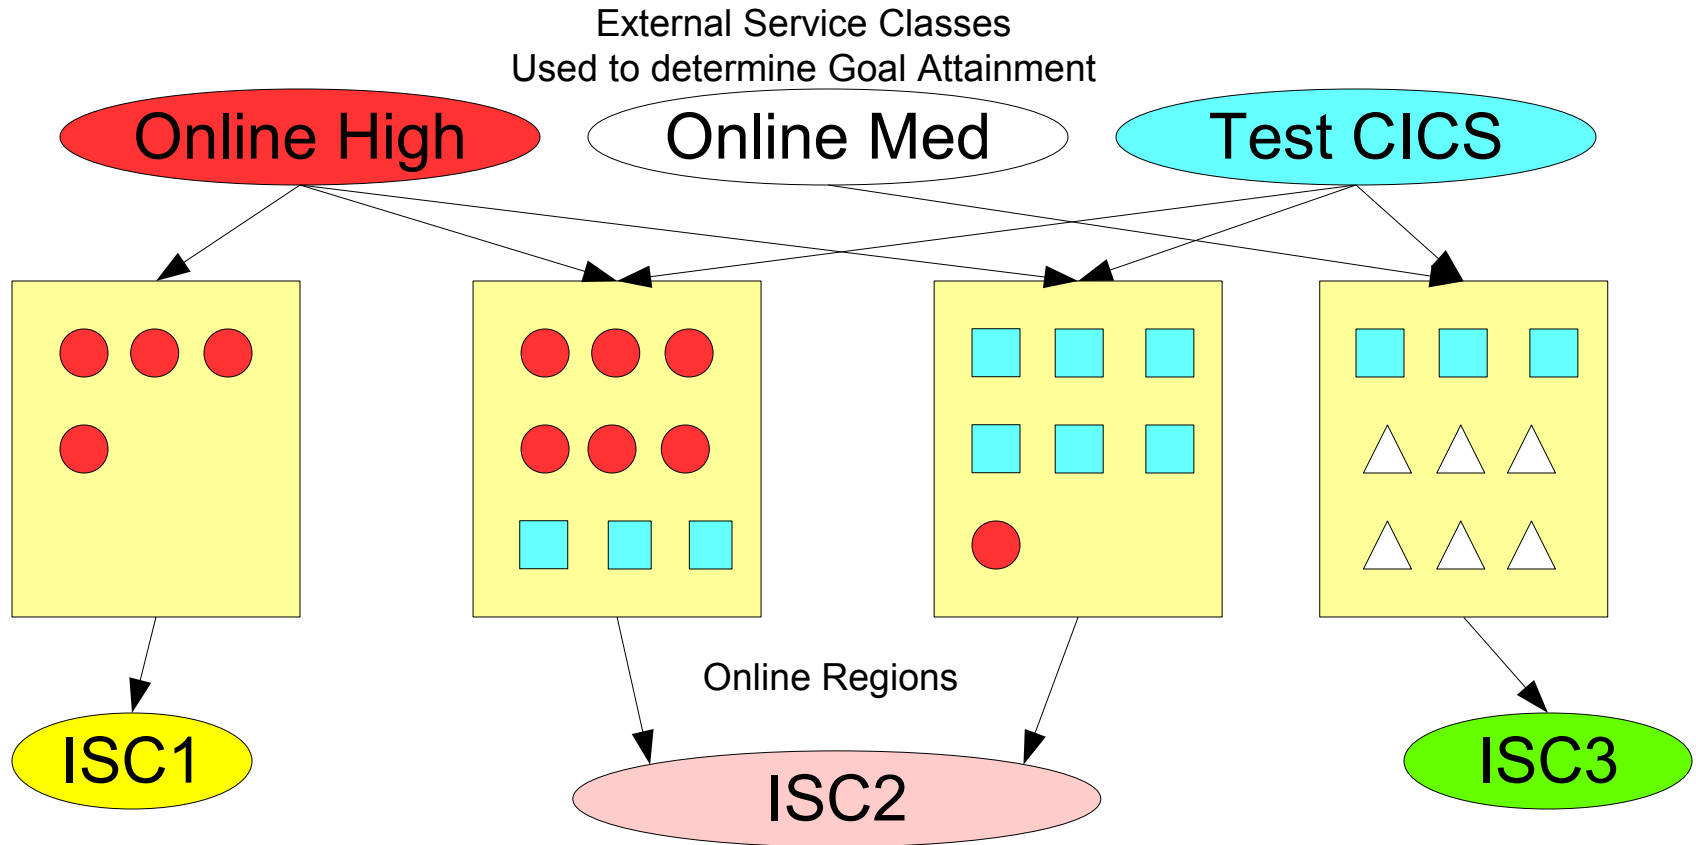 External Service Classes
Used to determine Goal Attainment
Online High
Online Med
Test CICS
Online Regions
ISC1
ISC2
ISC3